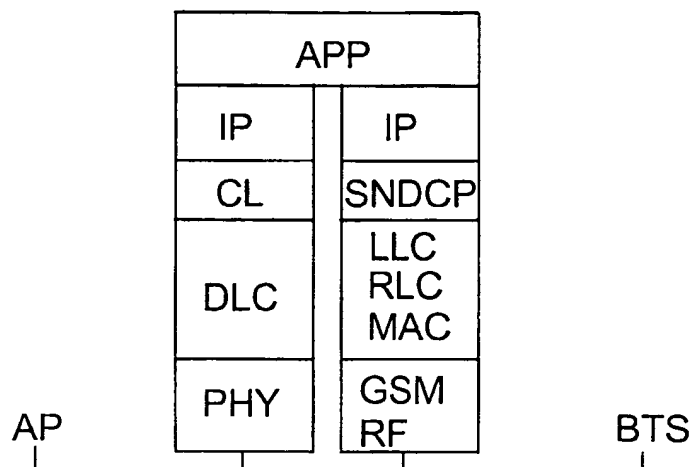 APP
IP IP
CL SNDCP
DLC LLC
RLC
MAC
PHY GSM
RF
AP BTS